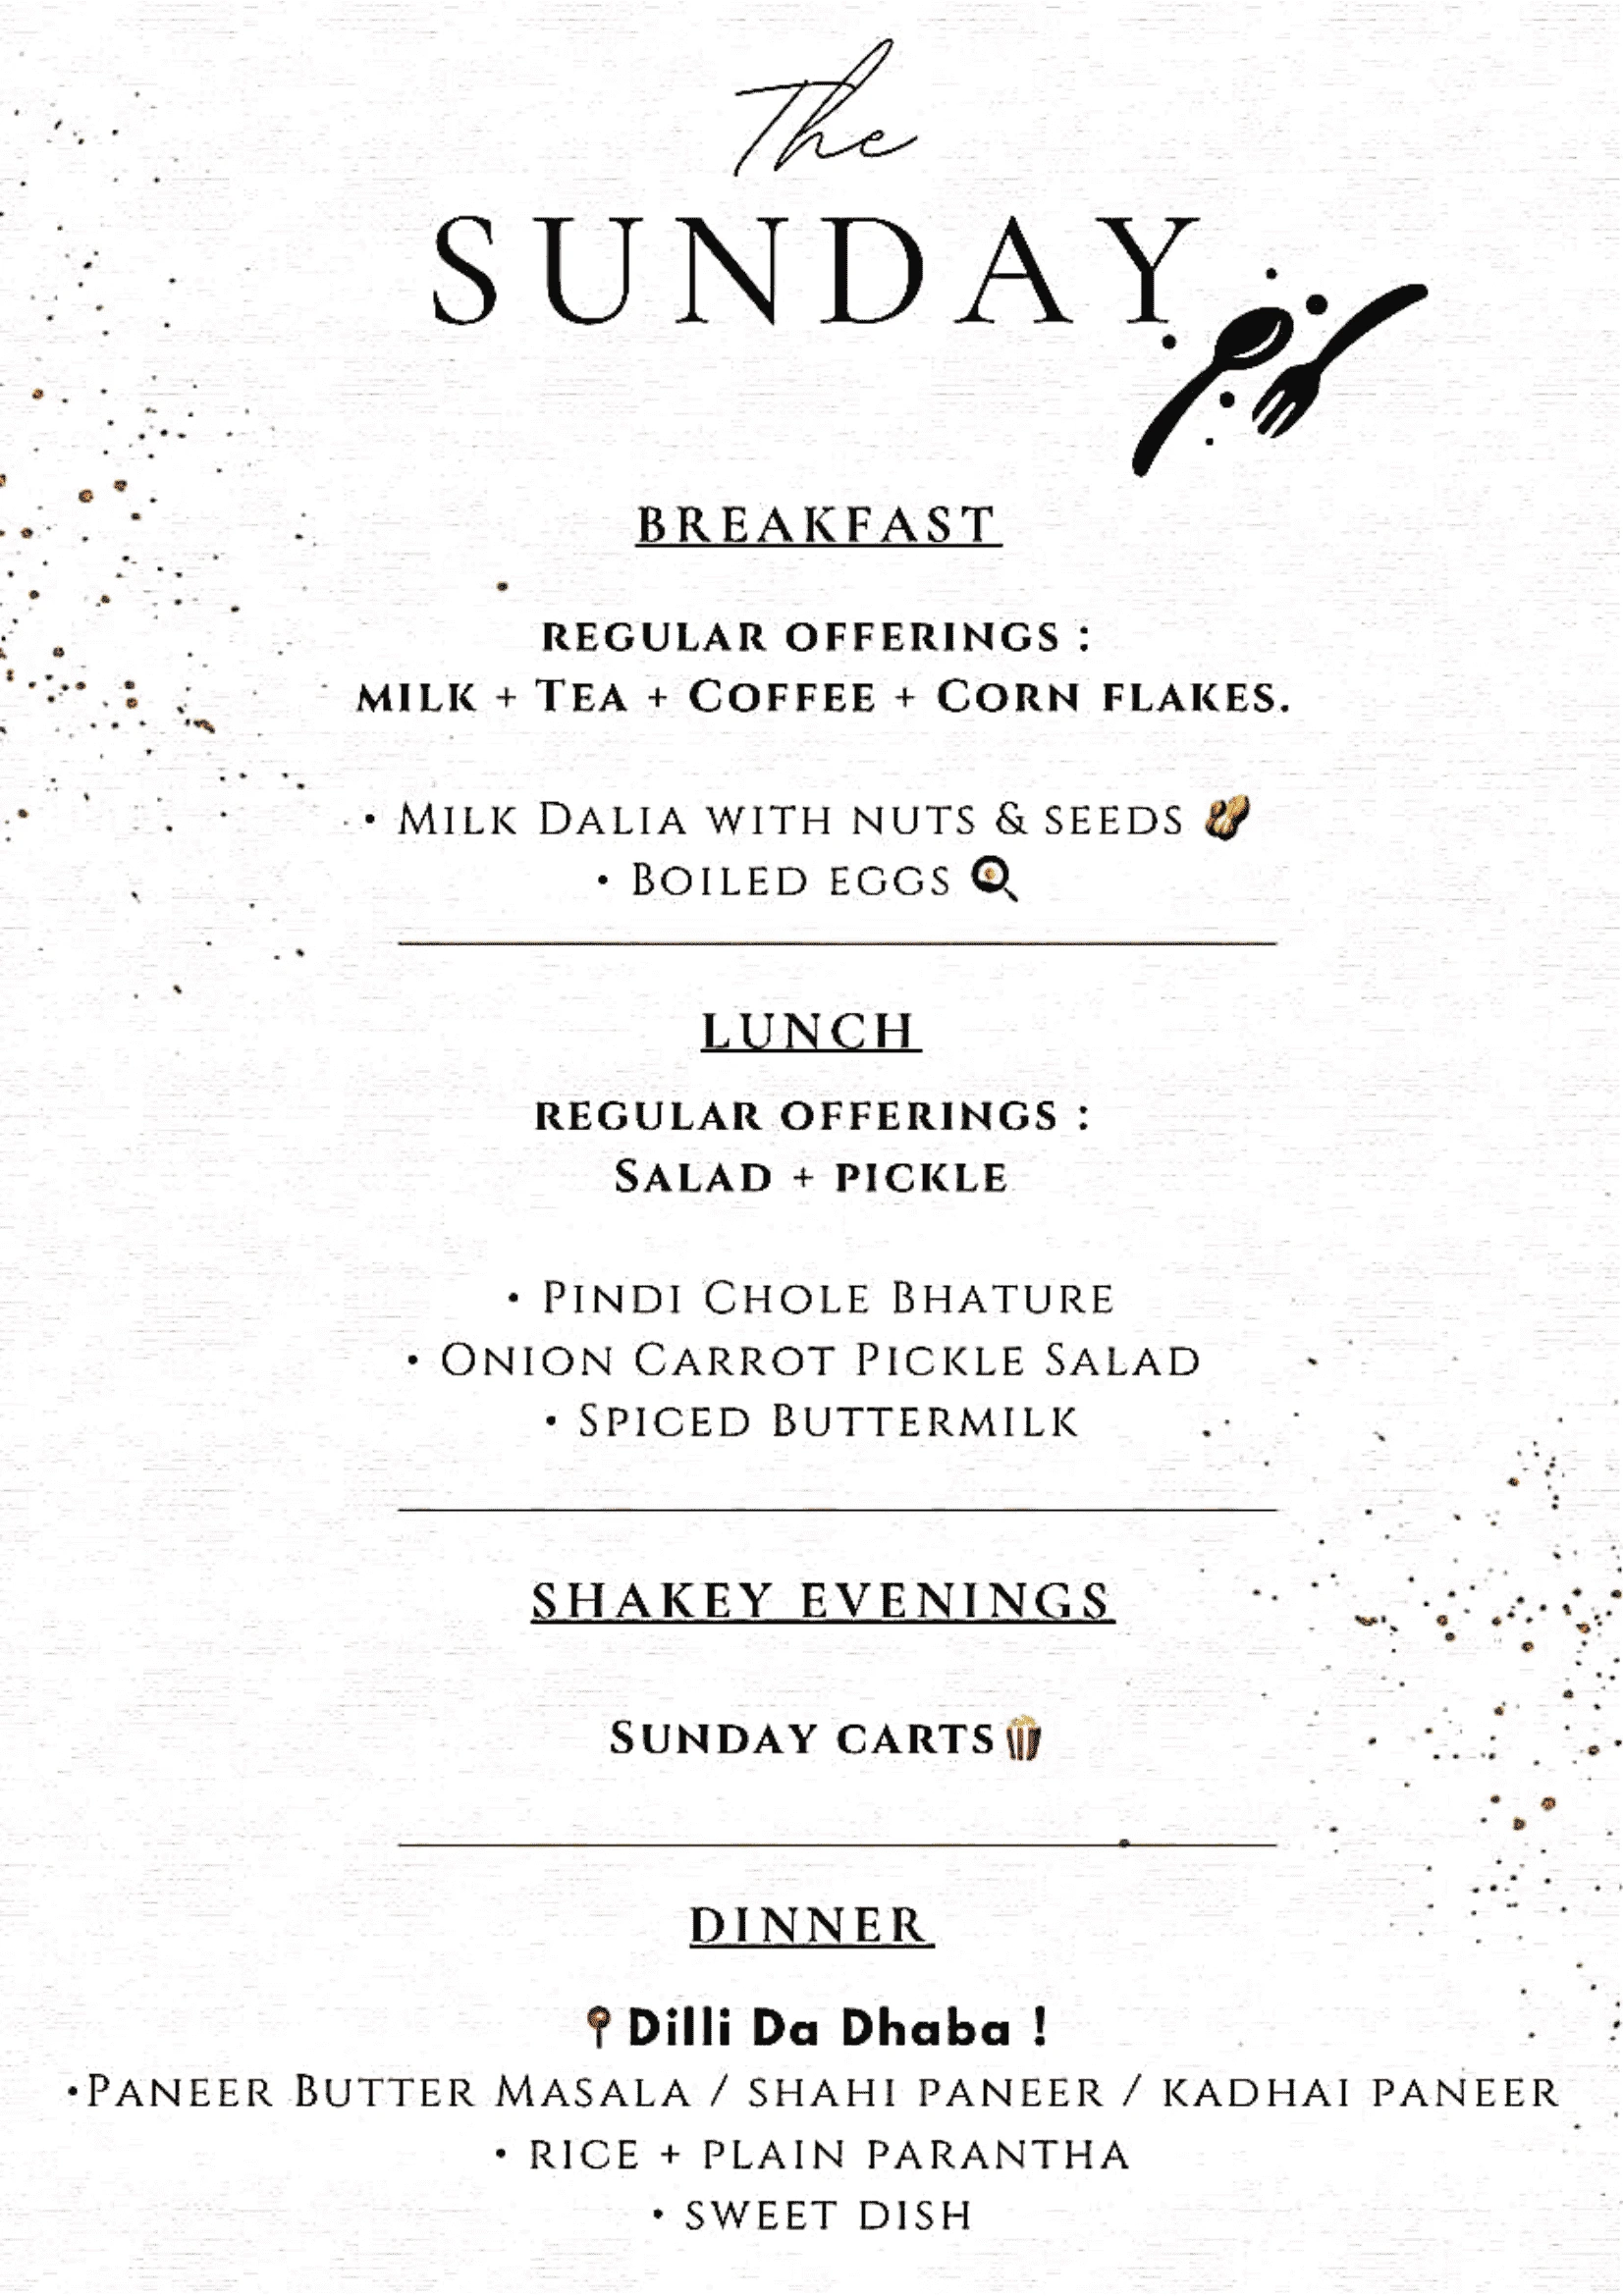 The
SUNDAY
BREAKFAST
REGULAR OFFERINGS :
MILK + TEA + COFFEE + CORN FLAKES.
• MILK DALIA WITH NUTS & SEEDS 🥜
• BOILED EGGS 🍳
LUNCH
REGULAR OFFERINGS :
SALAD + PICKLE
• PINDI CHOLE BHATURE
• ONION CARROT PICKLE SALAD
• SPICED BUTTERMILK
SHAKEY EVENINGS
SUNDAY CARTS🍿
DINNER
📍Dilli Da Dhaba !
•PANEER BUTTER MASALA / SHAHI PANEER / KADHAI PANEER
• RICE + PLAIN PARANTHA
• SWEET DISH